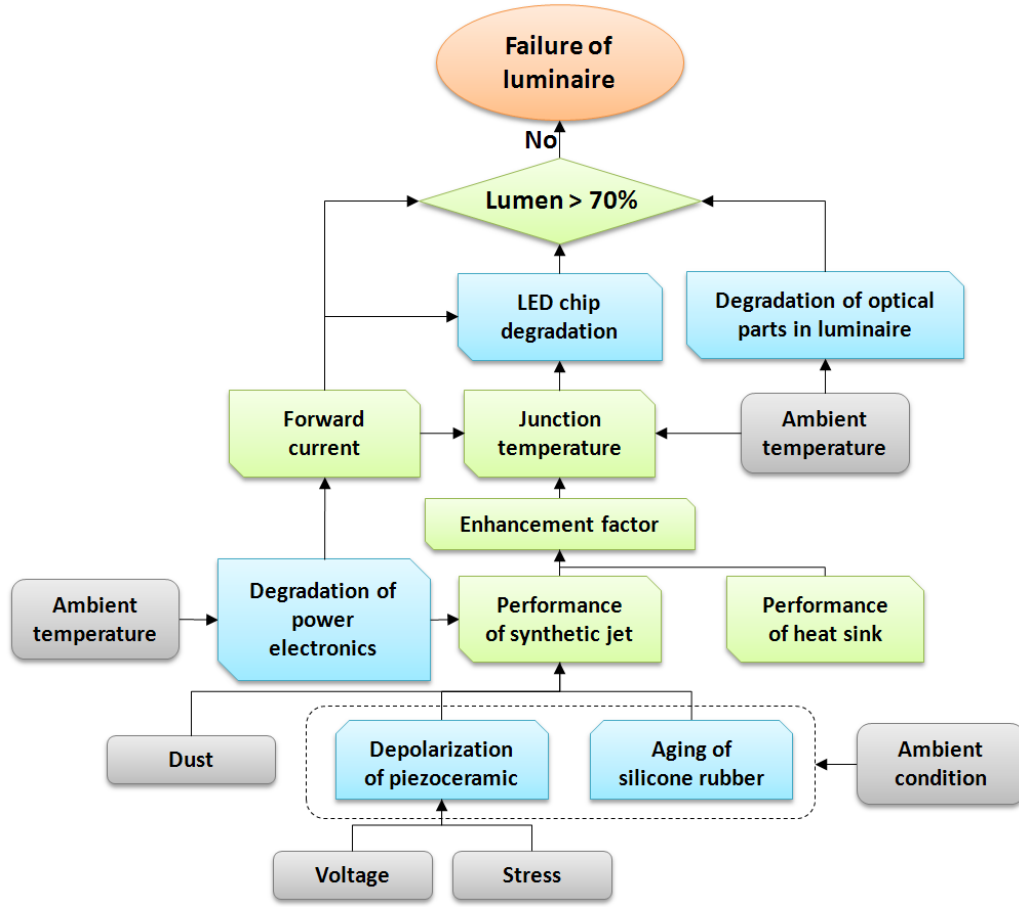 Failure of
luminaire
No
Lumen > 70%
LED chip
degradation
Degradation of optical
parts in luminaire
Forward
current
Junction
temperature
Ambient
temperature
Enhancement factor
Ambient
temperature
Degradation of
power
electronics
Performance
of synthetic jet
Performance
of heat sink
Dust
Depolarization
of piezoceramic
Aging of
silicone rubber
Ambient
condition
Voltage
Stress